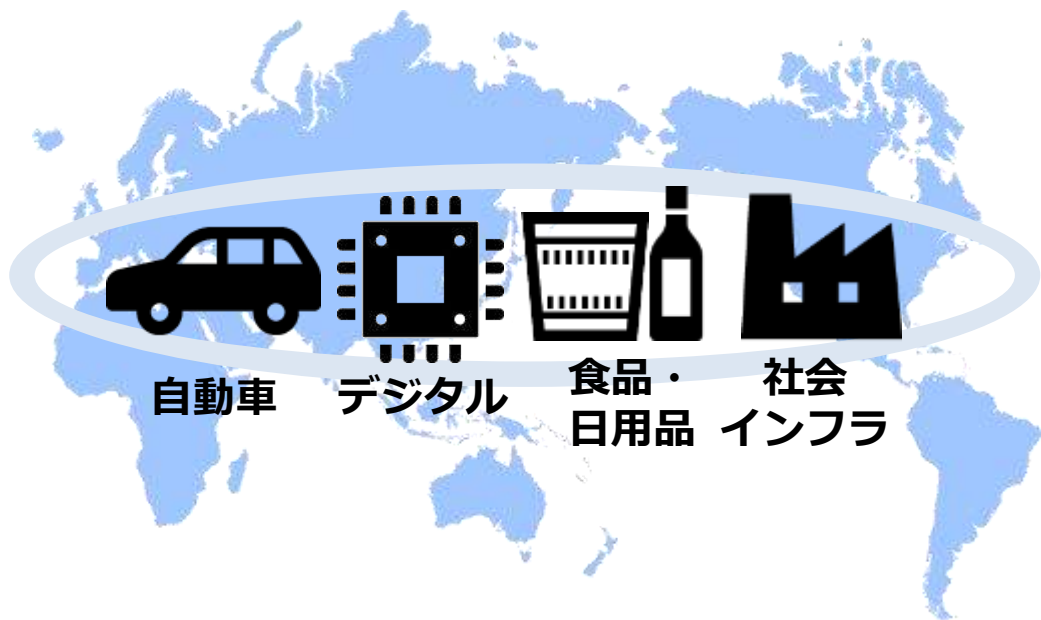 自動車
デジタル
食品・
日用品
社会
インフラ